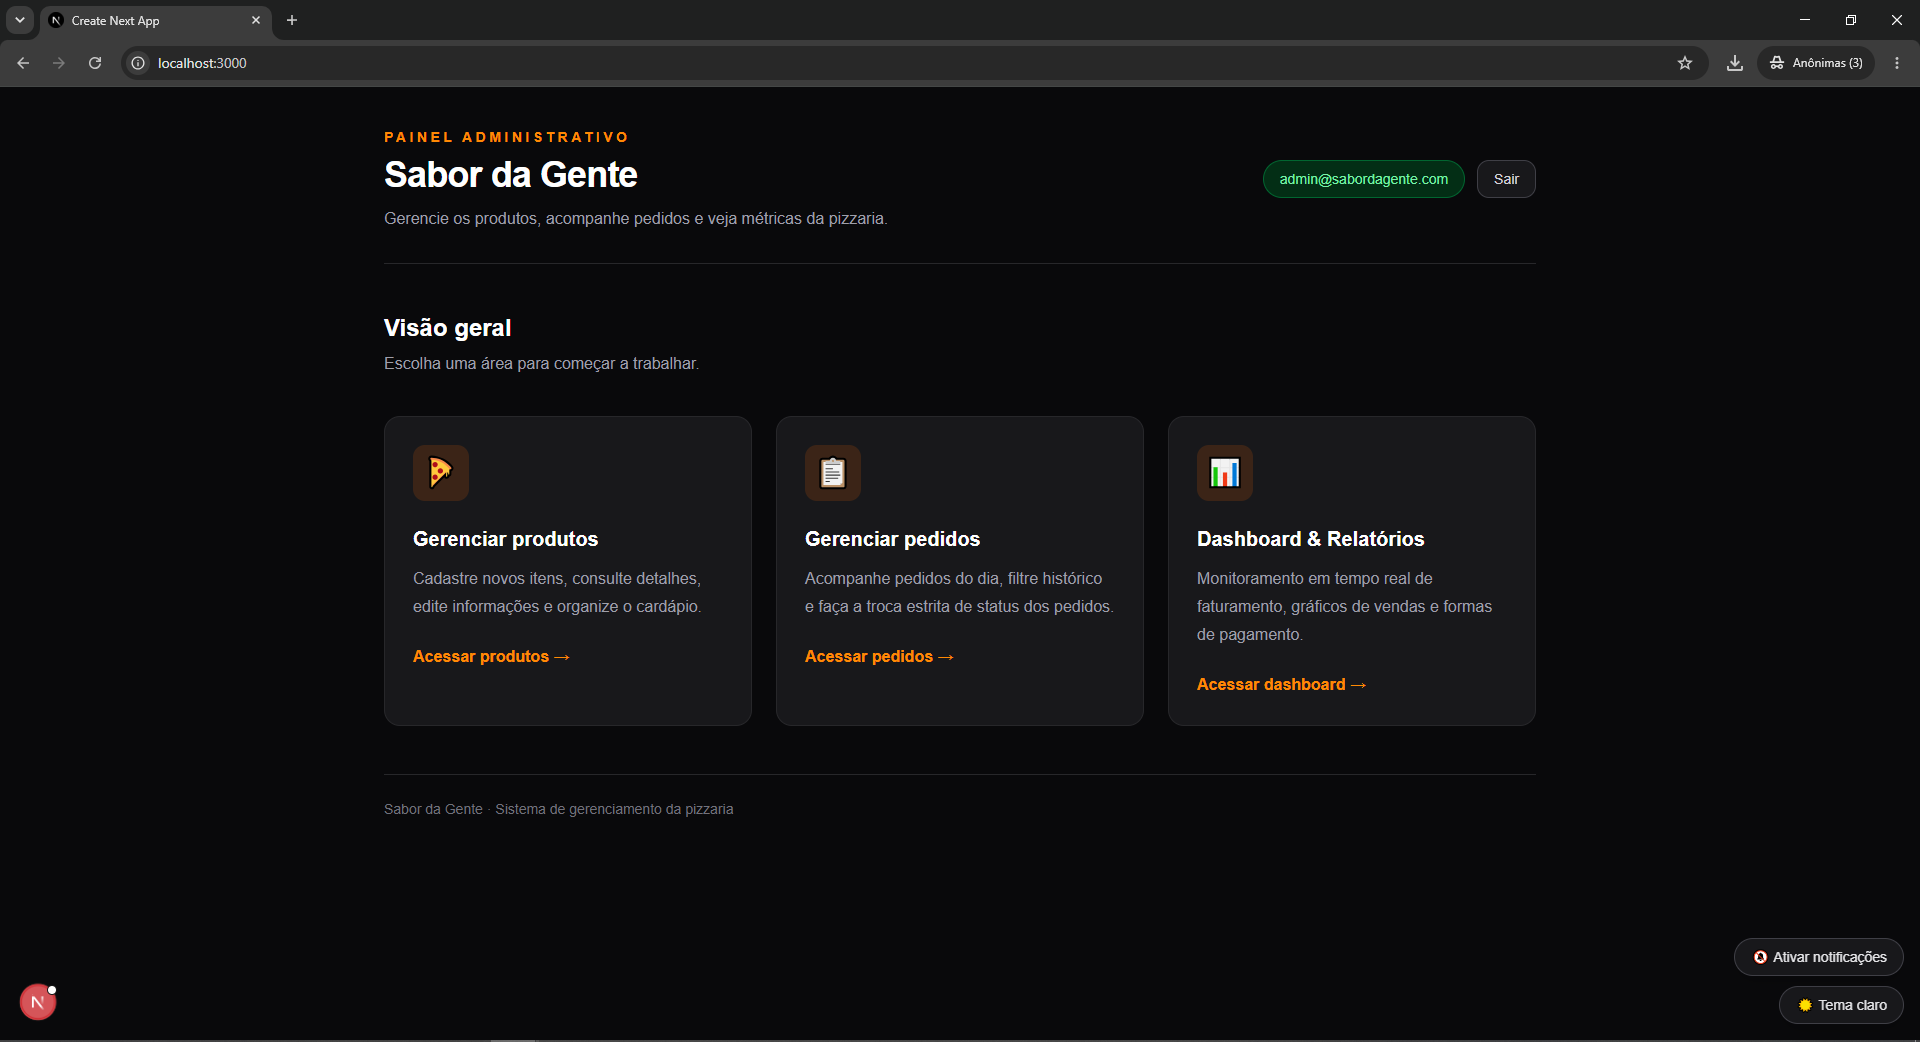 Create Next App
localhost:3000
Anônimas (3)
PAINEL ADMINISTRATIVO
Sabor da Gente
admin@sabordagente.com
Sair
Gerencie os produtos, acompanhe pedidos e veja métricas da pizzaria.
Visão geral
Escolha uma área para começar a trabalhar.
Gerenciar produtos
Cadastre novos itens, consulte detalhes,
edite informações e organize o cardápio.
Acessar produtos →
Gerenciar pedidos
Acompanhe pedidos do dia, filtre histórico
e faça a troca estrita de status dos pedidos.
Acessar pedidos →
Dashboard & Relatórios
Monitoramento em tempo real de
faturamento, gráficos de vendas e formas
de pagamento.
Acessar dashboard →
Sabor da Gente · Sistema de gerenciamento da pizzaria
Ativar notificações
N
Tema claro